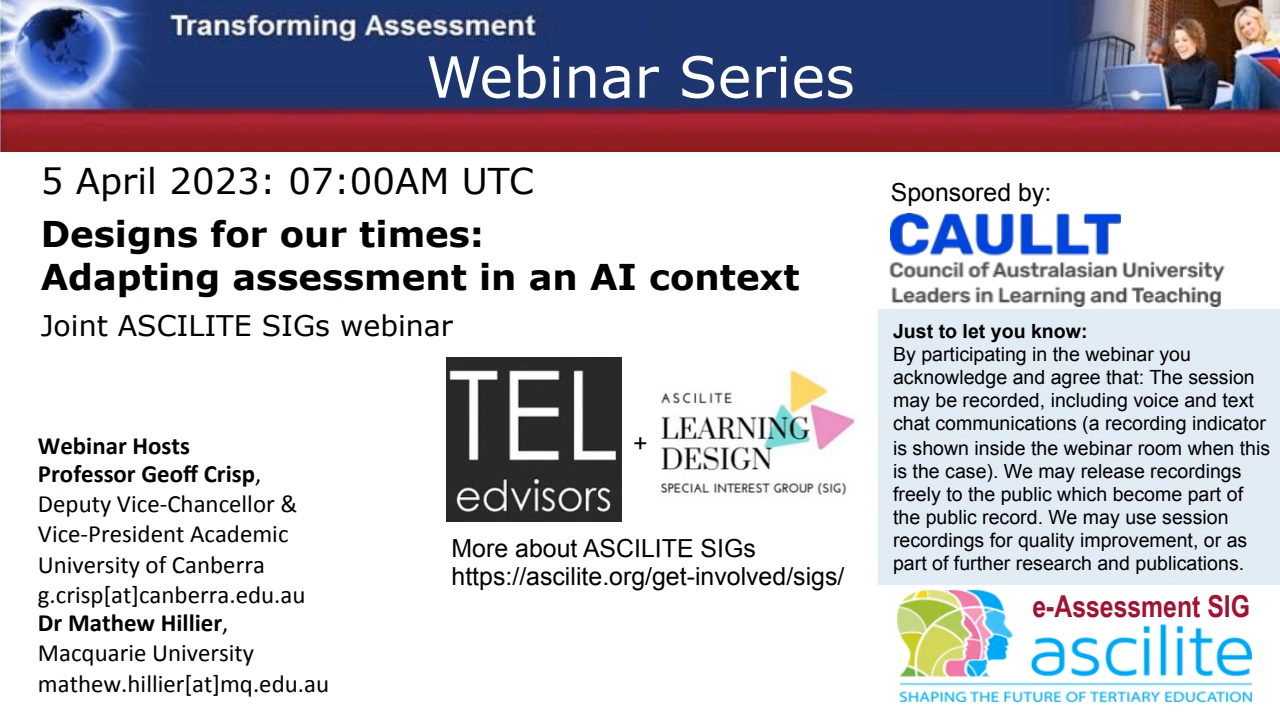 Transforming Assessment
Webinar Series
5 April 2023: 07:00AM UTC
Designs for our times:
Adapting assessment in an AI context
Joint ASCILITE SIGs webinar
Webinar Hosts
Professor Geoff Crisp,
Deputy Vice-Chancellor &
Vice-President Academic
University of Canberra
g.crisp[at]canberra.edu.au
Dr Mathew Hillier,
Macquarie University
mathew.hillier[at]mq.edu.au
TEL
edvisors
+
ASCILITE
LEARNING
DESIGN
SPECIAL INTEREST GROUP (SIG)
More about ASCILITE SIGs
https://ascilite.org/get-involved/sigs/
Sponsored by:
CAULLT
Council of Australasian University
Leaders in Learning and Teaching
Just to let you know:
By participating in the webinar you
acknowledge and agree that: The session
may be recorded, including voice and text
chat communications (a recording indicator
is shown inside the webinar room when this
is the case). We may release recordings
freely to the public which become part of
the public record. We may use session
recordings for quality improvement, or as
part of further research and publications.
e-Assessment SIG
ascilite
SHAPING THE FUTURE OF TERTIARY EDUCATION